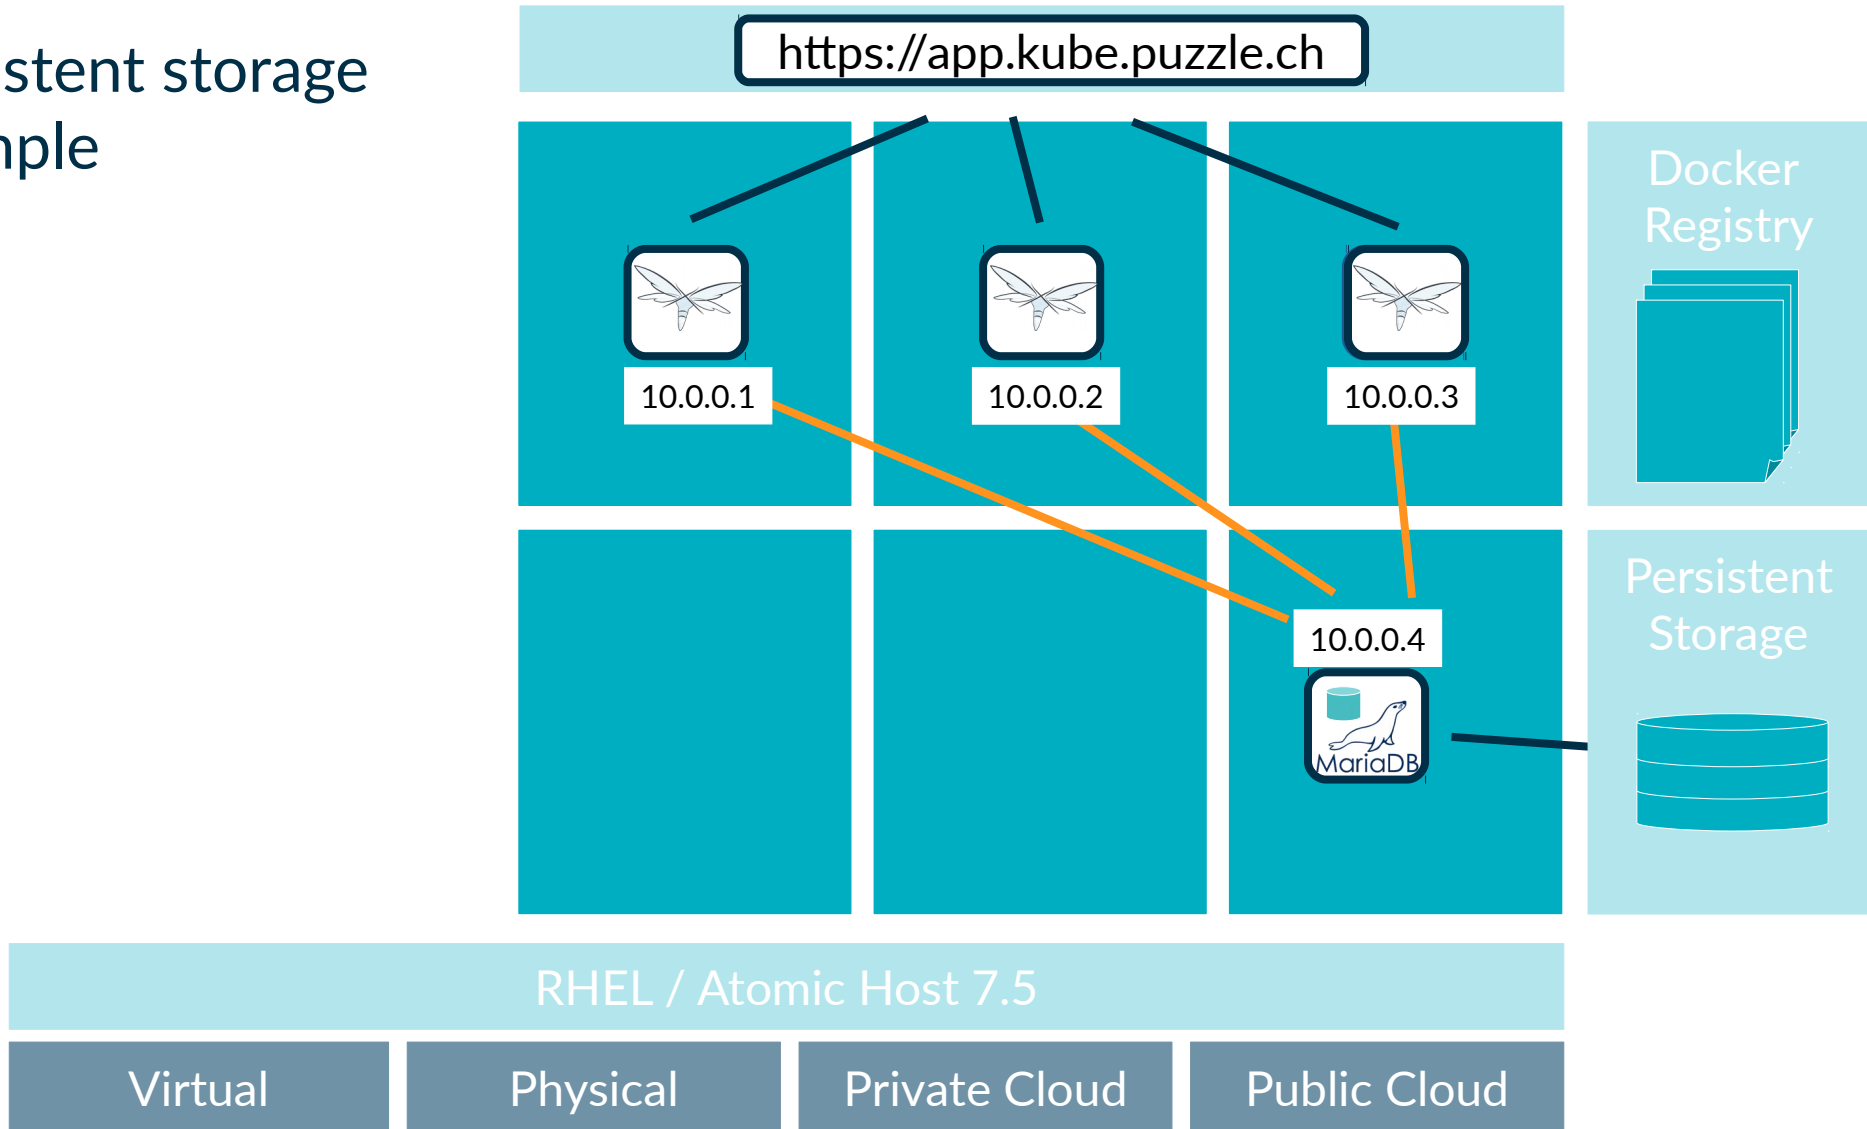 stent storage
https://app.kube.puzzle.ch
Docker
Registry
10.0.0.1
10.0.0.2
10.0.0.3
Persistent
Storage
10.0.0.4
MariaDB
RHEL / Atomic Host 7.5
Virtual
Physical
Private Cloud
Public Cloud